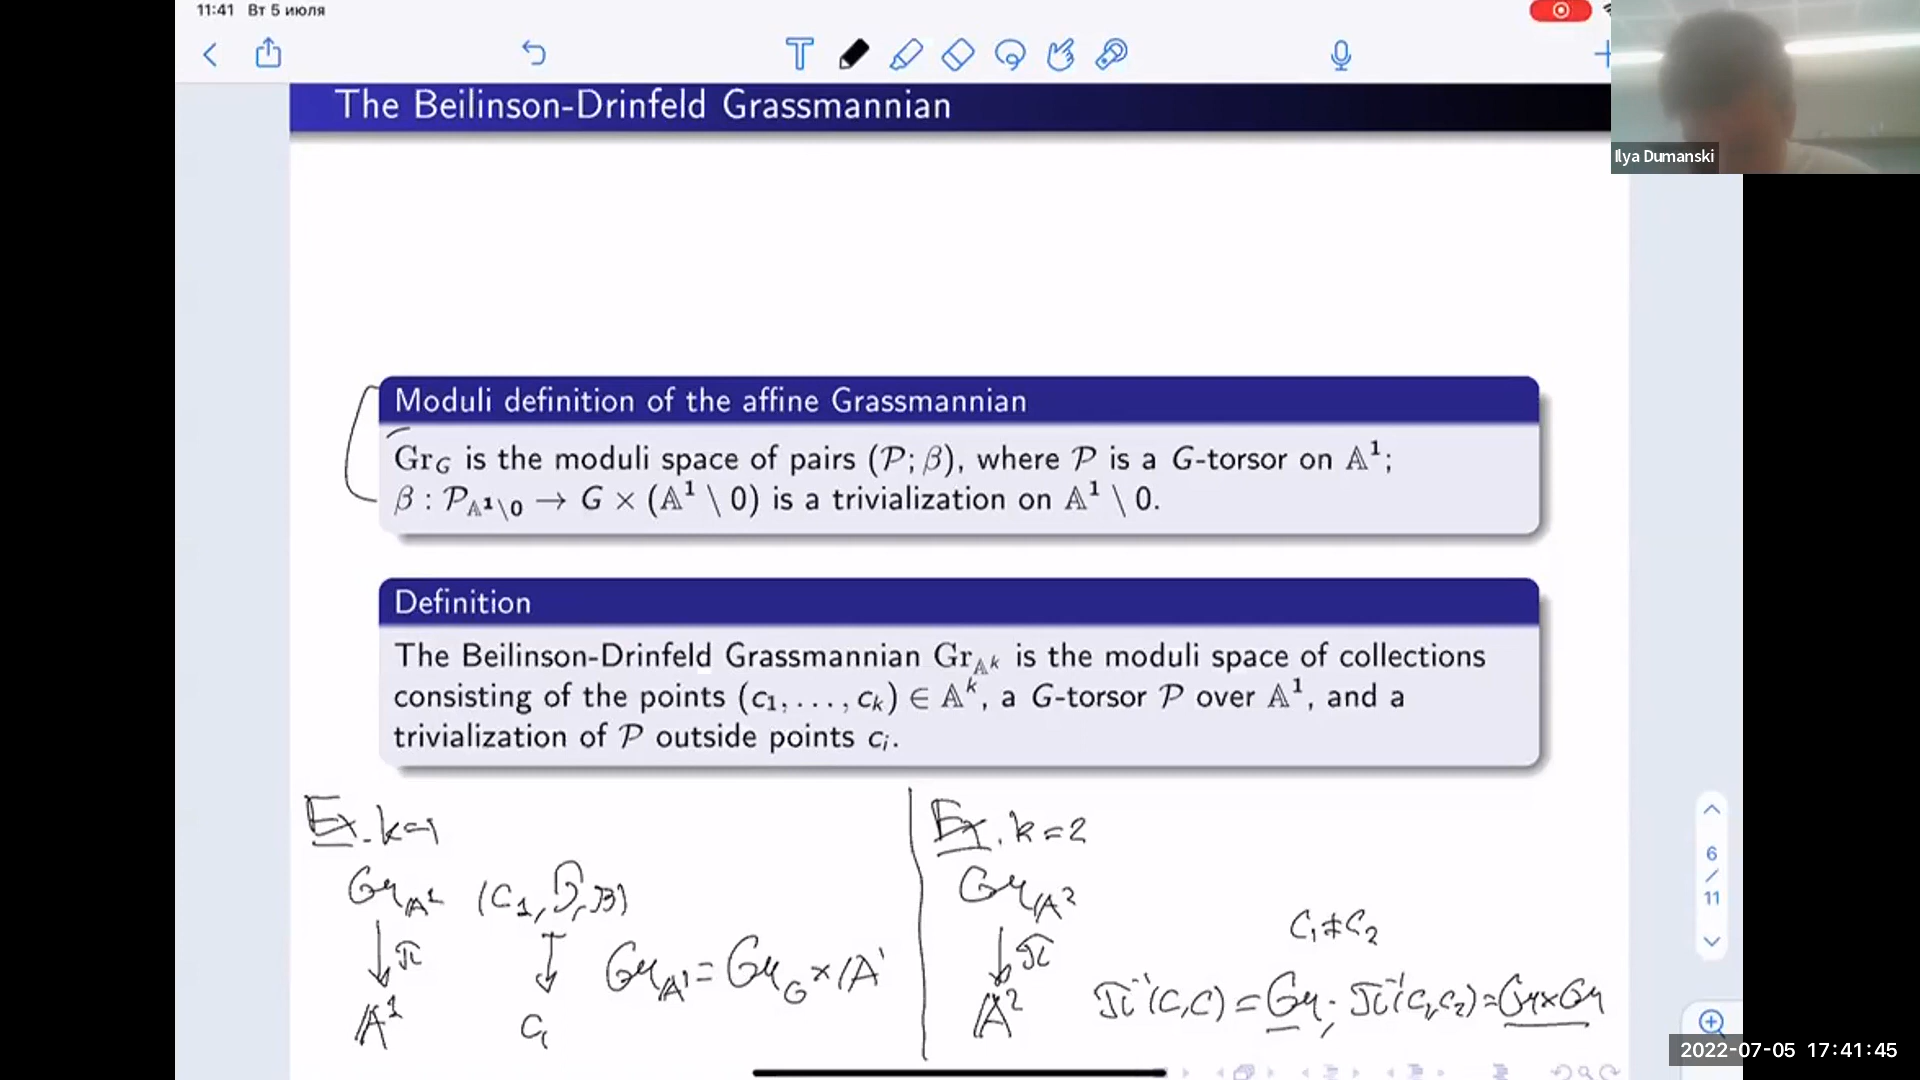 11:41 Вт 5 июля
The Beilinson-Drinfeld Grassmannian
Ilya Dumanski
Moduli definition of the affine Grassmannian
Gr_G is the moduli space of pairs (𝒫; β), where 𝒫 is a G-torsor on 𝔸¹;
β : 𝒫_{𝔸¹\0} → G × (𝔸¹ \ 0) is a trivialization on 𝔸¹ \ 0.
Definition
The Beilinson-Drinfeld Grassmannian Gr_{𝔸^k} is the moduli space of collections
consisting of the points (c₁, . . . , c_k) ∈ 𝔸^k, a G-torsor 𝒫 over 𝔸¹, and a
trivialization of 𝒫 outside points c_i.
Ex. k=1
Gr_{𝔸¹} (c₁, 𝒫, β)
↓ π ↧ Gr_{𝔸¹} = Gr_G × 𝔸¹
𝔸¹ c₁
Ex. k=2
Gr_{𝔸²}
c₁ ≠ c₂
↓ π
𝔸² π⁻¹(c,c) = Gr; π⁻¹(c₁,c₂) = Gr×Gr
6
/
11
2022-07-05 17:41:45